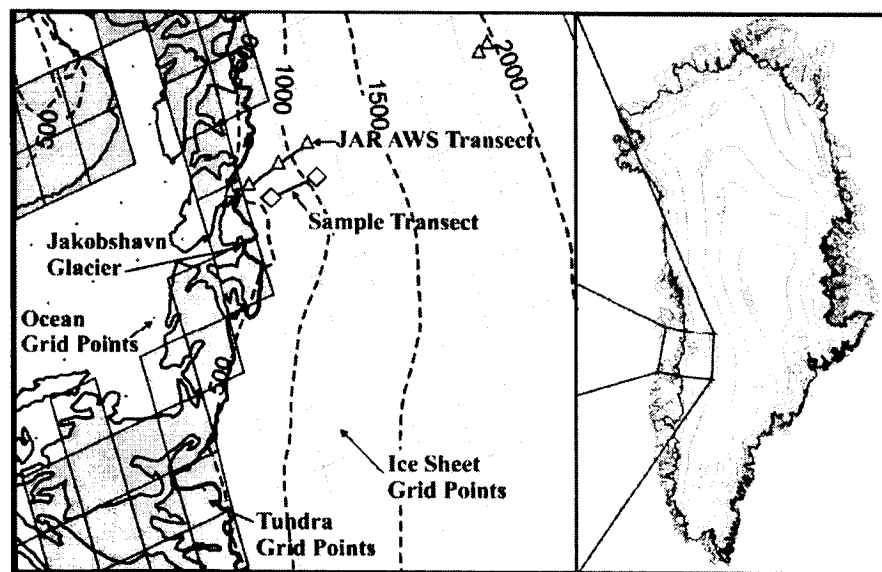 500
1000
1500
2000
JAR AWS Transect
Sample Transect
Jakobshavn
Glacier
Ocean
Grid Points
500
500
Ice Sheet
Grid Points
Tundra
Grid Points